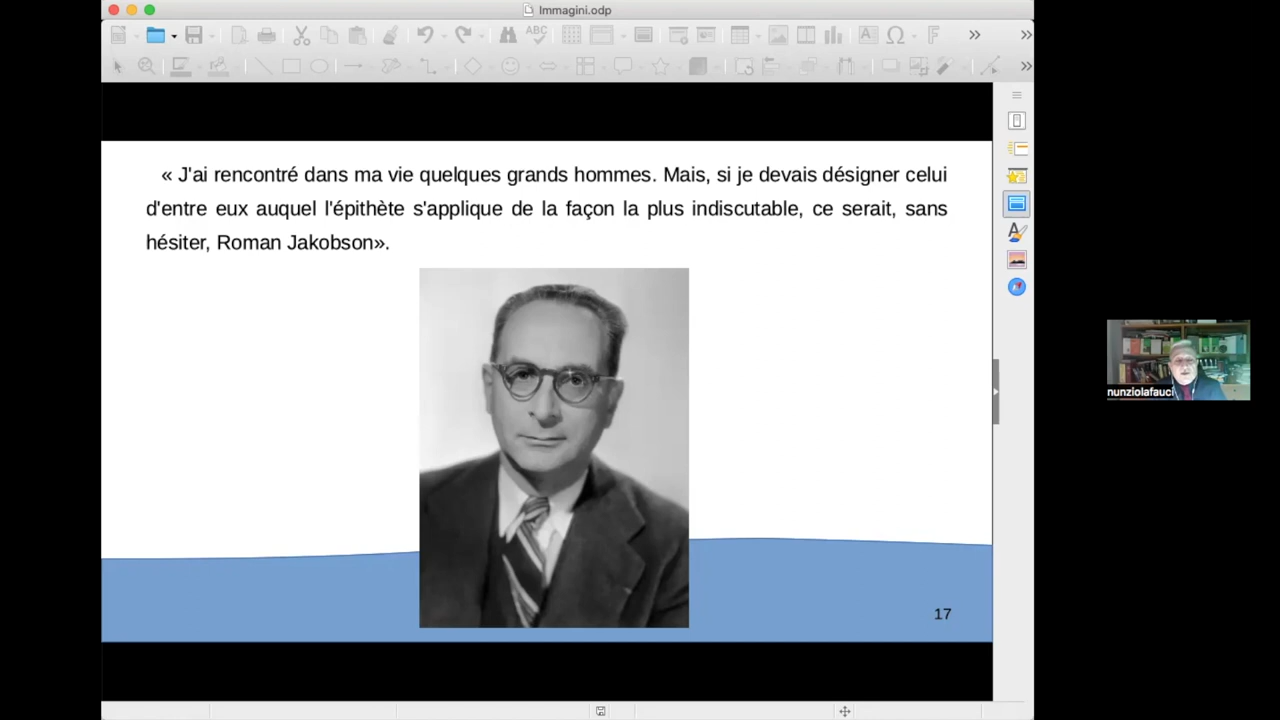 Immagini.odp
ABC
« J'ai rencontré dans ma vie quelques grands hommes. Mais, si je devais désigner celui
d'entre eux auquel l'épithète s'applique de la façon la plus indiscutable, ce serait, sans
hésiter, Roman Jakobson».
17
nunziolafauci